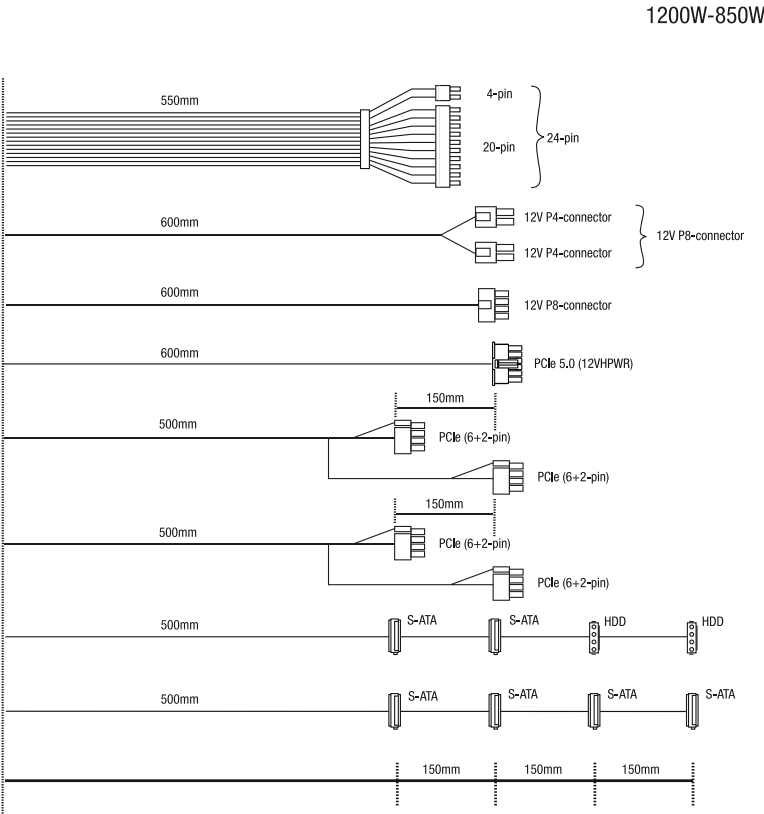 1200W-850W
550mm
4-pin
20-pin
24-pin
600mm
12V P4-connector
12V P4-connector
12V P8-connector
600mm
12V P8-connector
600mm
PCIe 5.0 (12VHPWR)
150mm
500mm
PCIe (6+2-pin)
PCIe (6+2-pin)
150mm
500mm
PCIe (6+2-pin)
PCIe (6+2-pin)
500mm
S-ATA
S-ATA
HDD
HDD
500mm
S-ATA
S-ATA
S-ATA
S-ATA
150mm
150mm
150mm